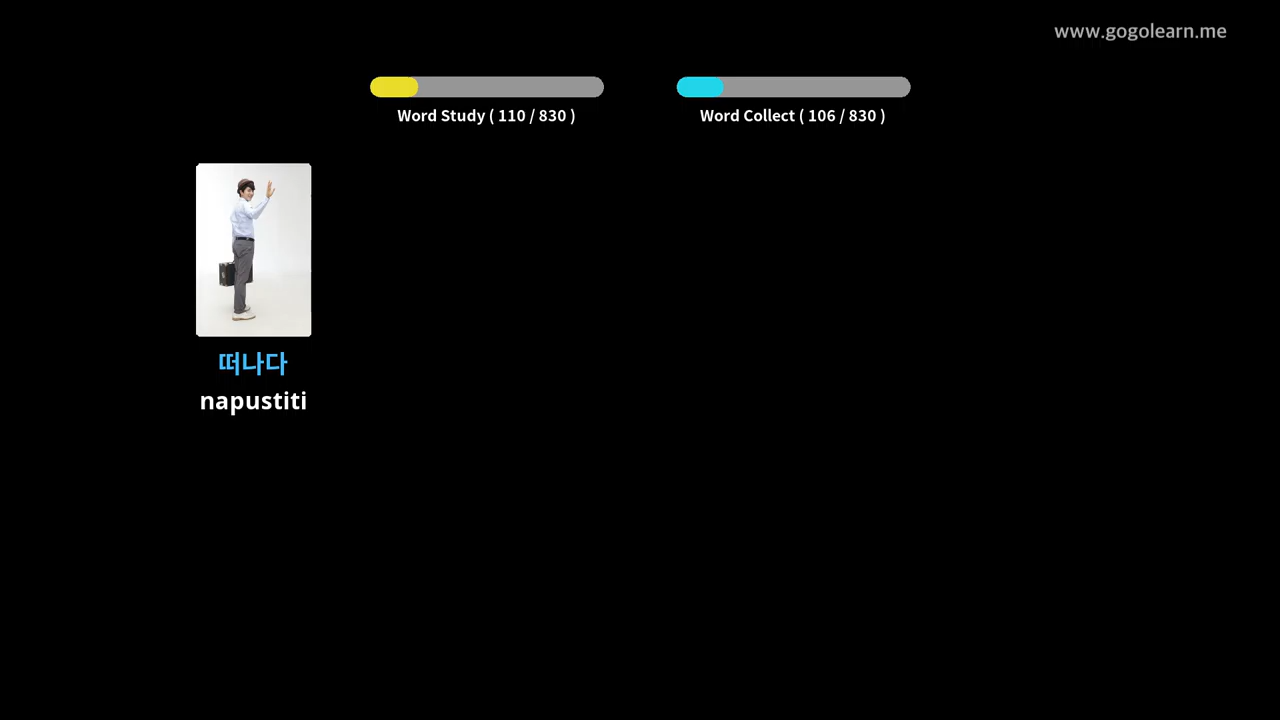 www.gogolearn.me
Word Study ( 110 / 830 )
Word Collect ( 106 / 830 )
떠나다
napustiti